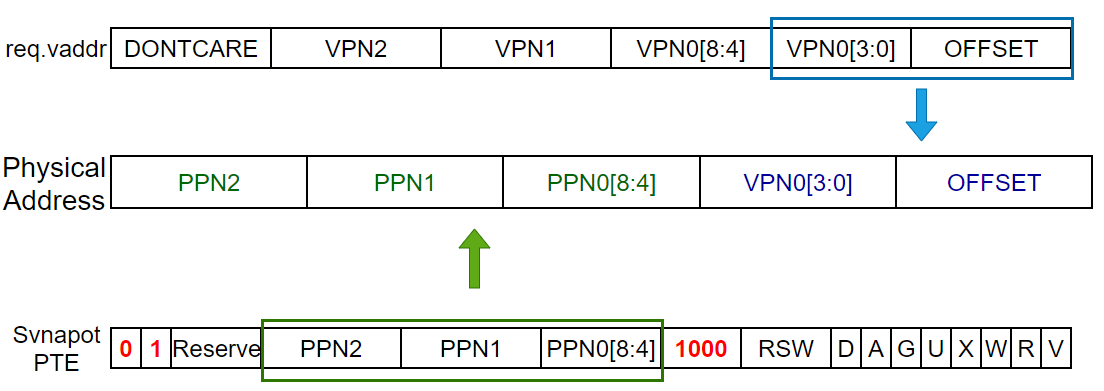 req.vaddr DONTCARE VPN2 VPN1 VPN0[8:4] VPN0[3:0] OFFSET
Physical
Address
PPN2 PPN1 PPN0[8:4] VPN0[3:0] OFFSET
Svnapot
PTE
0 1 Reserve PPN2 PPN1 PPN0[8:4] 1000 RSW D A G U X W R V